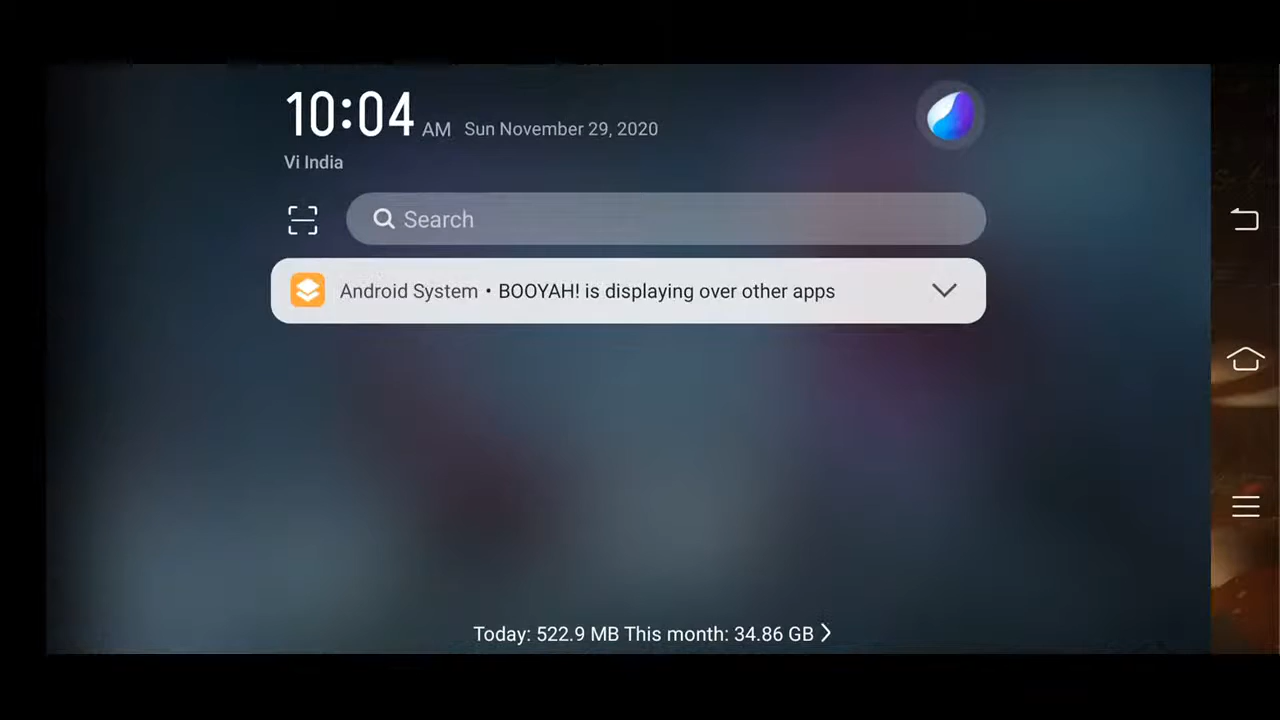 10:04 AM Sun November 29, 2020
Vi India
Search
Android System • BOOYAH! is displaying over other apps
Today: 522.9 MB This month: 34.86 GB